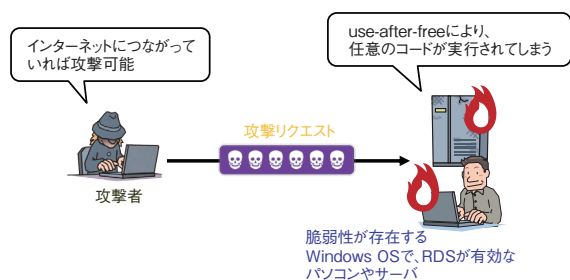 インターネットにつながって
いれば攻撃可能
use-after-freeにより、
任意のコードが実行されてしまう
攻撃リクエスト
攻撃者
脆弱性が存在する
Windows OSで、RDSが有効な
パソコンやサーバ